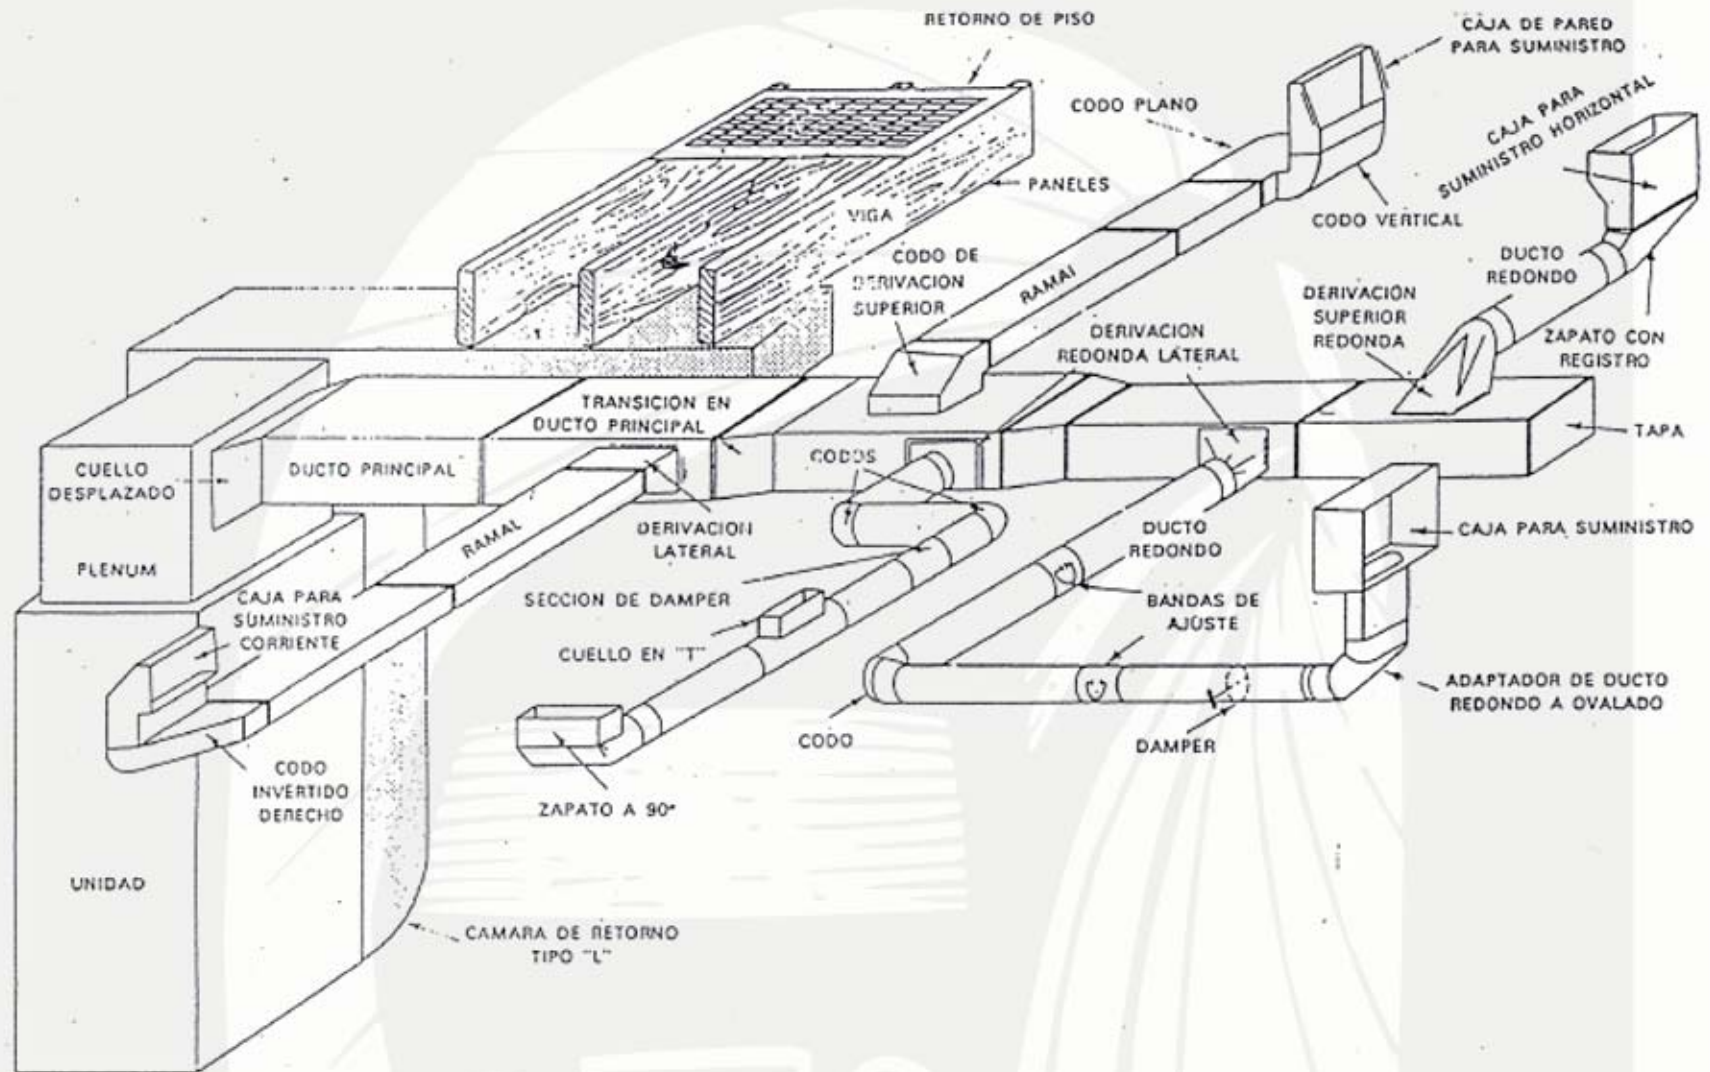 RETORNO DE PISO
CAJA DE PARED
PARA SUMINISTRO
CODO PLANO
CAJA PARA
SUMINISTRO HORIZONTAL
PANELES
VIGA
CODO VERTICAL
CODO DE
DERIVACION
SUPERIOR
RAMAL
DUCTO
REDONDO
DERIVACION
SUPERIOR
REDONDA
DERIVACION
REDONDA LATERAL
ZAPATO CON
REGISTRO
TRANSICION EN
DUCTO PRINCIPAL
TAPA
CUELLO
DESPLAZADO
DUCTO PRINCIPAL
CODOS
RAMAL
DERIVACION
LATERAL
DUCTO
REDONDO
CAJA PARA SUMINISTRO
PLENUM
CAJA PARA
SUMINISTRO
CORRIENTE
SECCION DE DAMPER
BANDAS DE
AJUSTE
CUELLO EN "T"
ADAPTADOR DE DUCTO
REDONDO A OVALADO
CODO
DAMPER
CODO
INVERTIDO
DERECHO
ZAPATO A 90°
UNIDAD
CAMARA DE RETORNO
TIPO "L"